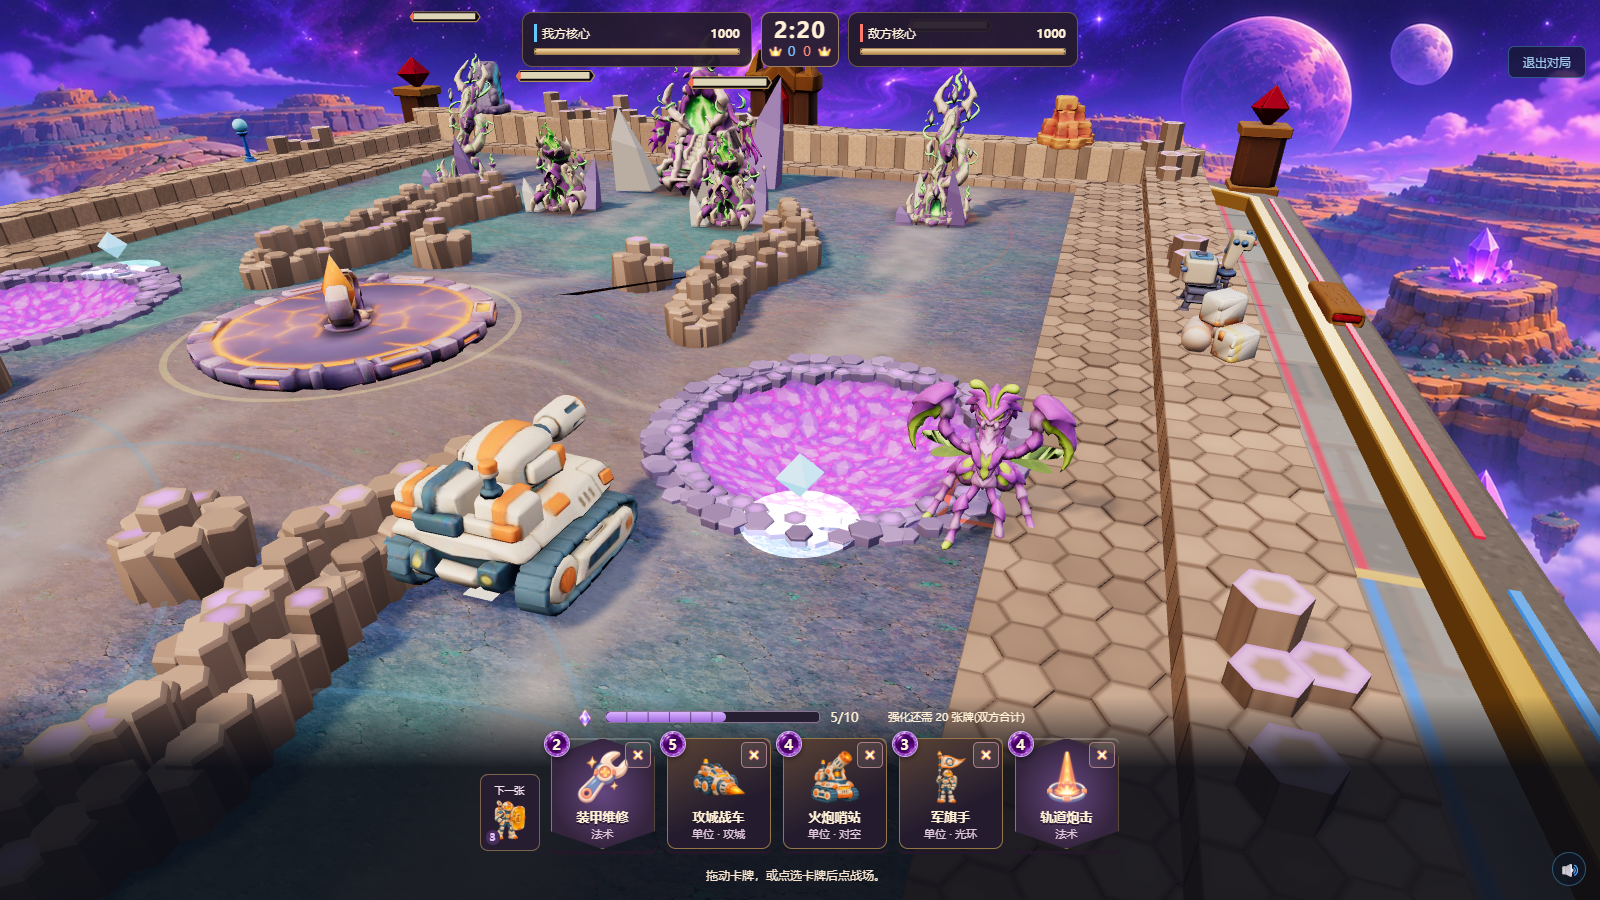 我方核心 1000
2:20
0 0
敌方核心 1000
退出对局
5/10
强化还需 20 张牌(双方合计)
下一张
3
2
装甲维修
法术
5
攻城战车
单位 · 攻城
4
火炮哨站
单位 · 对空
3
军旗手
单位 · 光环
4
轨道炮击
法术
拖动卡牌，或点选卡牌后点战场。